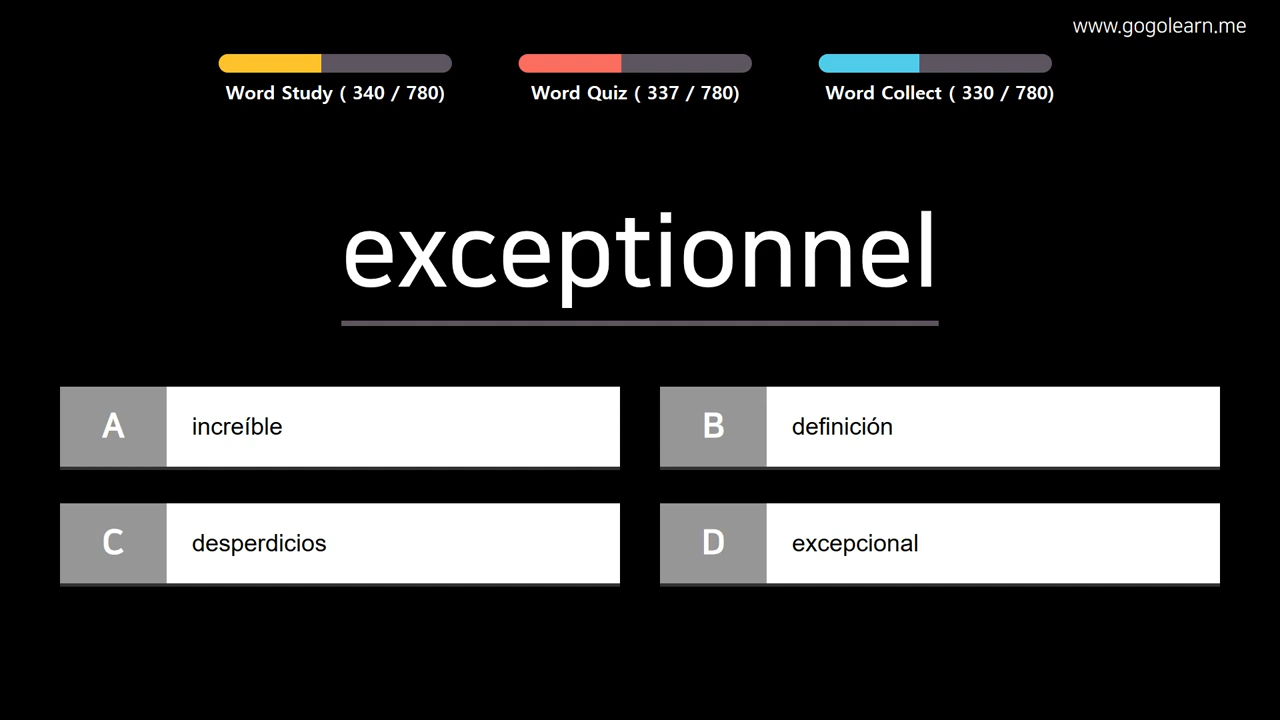 www.gogolearn.me
Word Study ( 340 / 780)
Word Quiz ( 337 / 780)
Word Collect ( 330 / 780)
exceptionnel
A increíble
B definición
C desperdicios
D excepcional